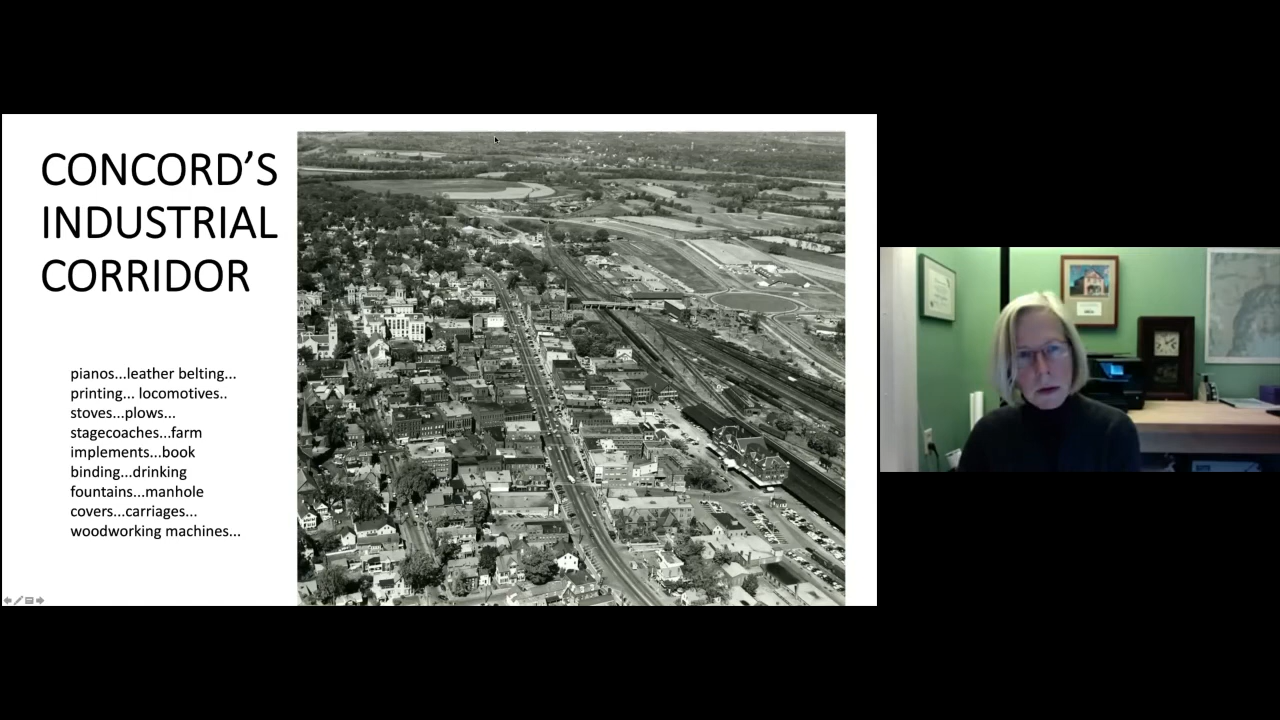 CONCORD’S
INDUSTRIAL
CORRIDOR
pianos...leather belting...
printing... locomotives..
stoves...plows...
stagecoaches...farm
implements...book
binding...drinking
fountains...manhole
covers...carriages...
woodworking machines...